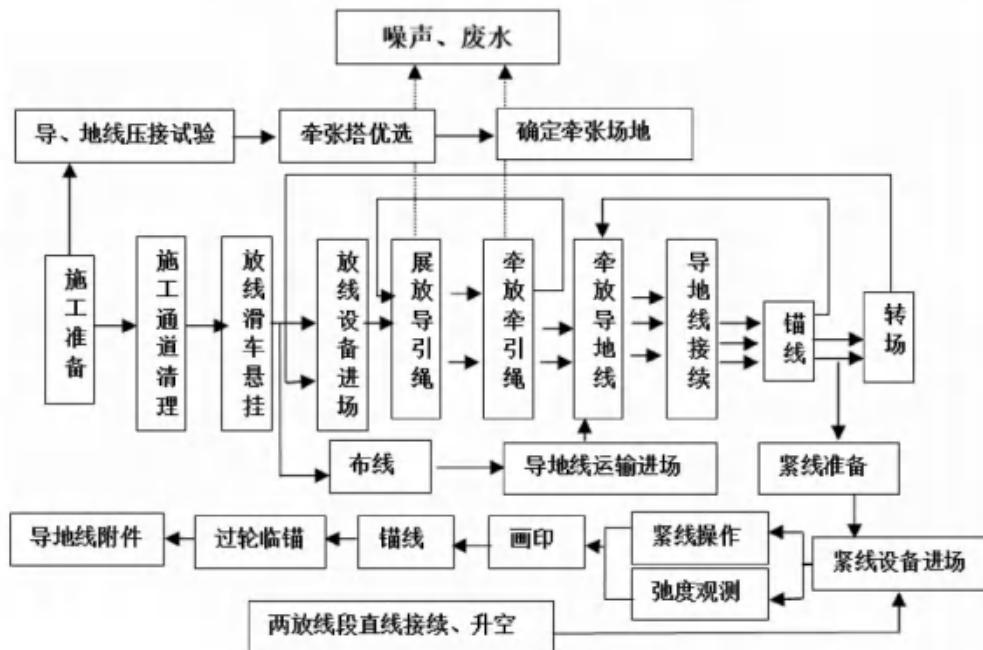 噪声、废水
导、地线压接试验
牵张塔优选
确定牵张场地
施工准备
施工通道清理
放线滑车悬挂
放线设备进场
展放导引绳
牵放牵引绳
牵放导地线
导地线接续
锚线
转场
布线
导地线运输进场
紧线准备
导地线附件
过轮临锚
锚线
画印
紧线操作
弛度观测
紧线设备进场
两放线段直线接续、升空